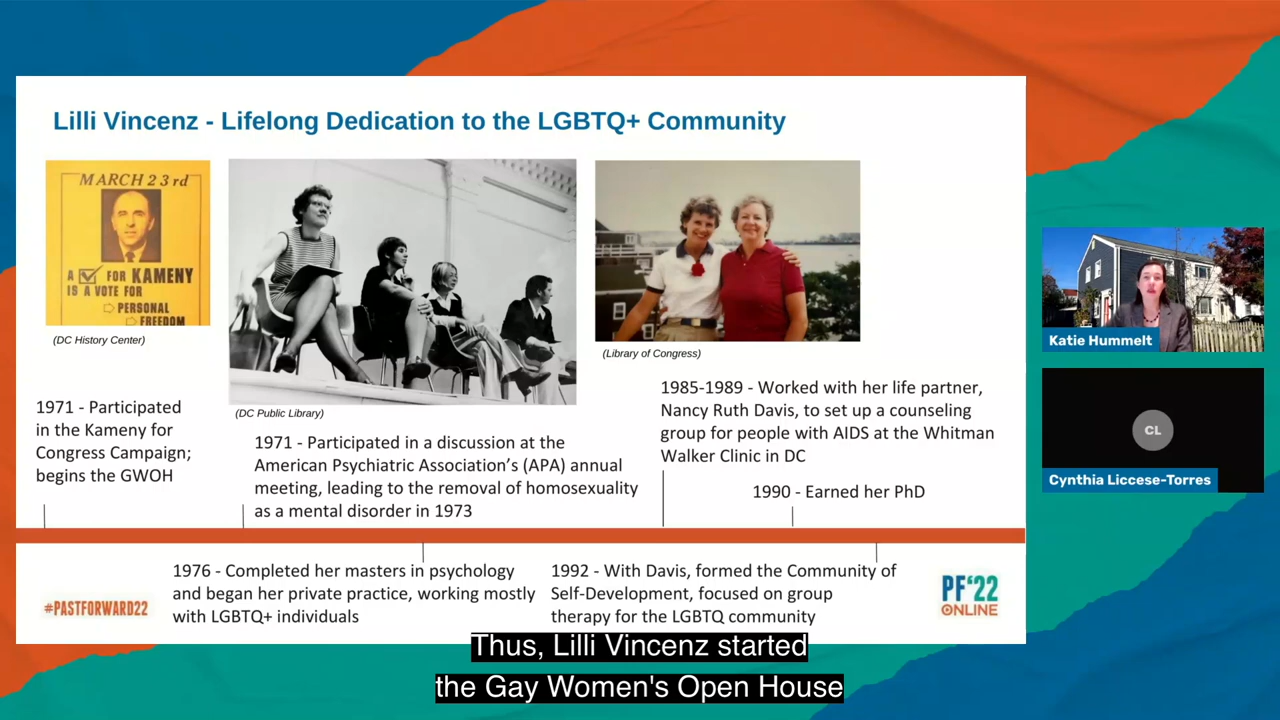 Lilli Vincenz - Lifelong Dedication to the LGBTQ+ Community
MARCH 23rd
A FOR KAMENY
IS A VOTE FOR
PERSONAL
FREEDOM
(DC History Center)
(DC Public Library)
(Library of Congress)
1971 - Participated
in the Kameny for
Congress Campaign;
begins the GWOH
1971 - Participated in a discussion at the
American Psychiatric Association's (APA) annual
meeting, leading to the removal of homosexuality
as a mental disorder in 1973
1985-1989 - Worked with her life partner,
Nancy Ruth Davis, to set up a counseling
group for people with AIDS at the Whitman
Walker Clinic in DC
1990 - Earned her PhD
#PASTFORWARD22
1976 - Completed her masters in psychology
and began her private practice, working mostly
with LGBTQ+ individuals
1992 - With Davis, formed the Community of
Self-Development, focused on group
therapy for the LGBTQ community
PF'22
ONLINE
Katie Hummelt
CL
Cynthia Liccese-Torres
Thus, Lilli Vincenz started
the Gay Women's Open House